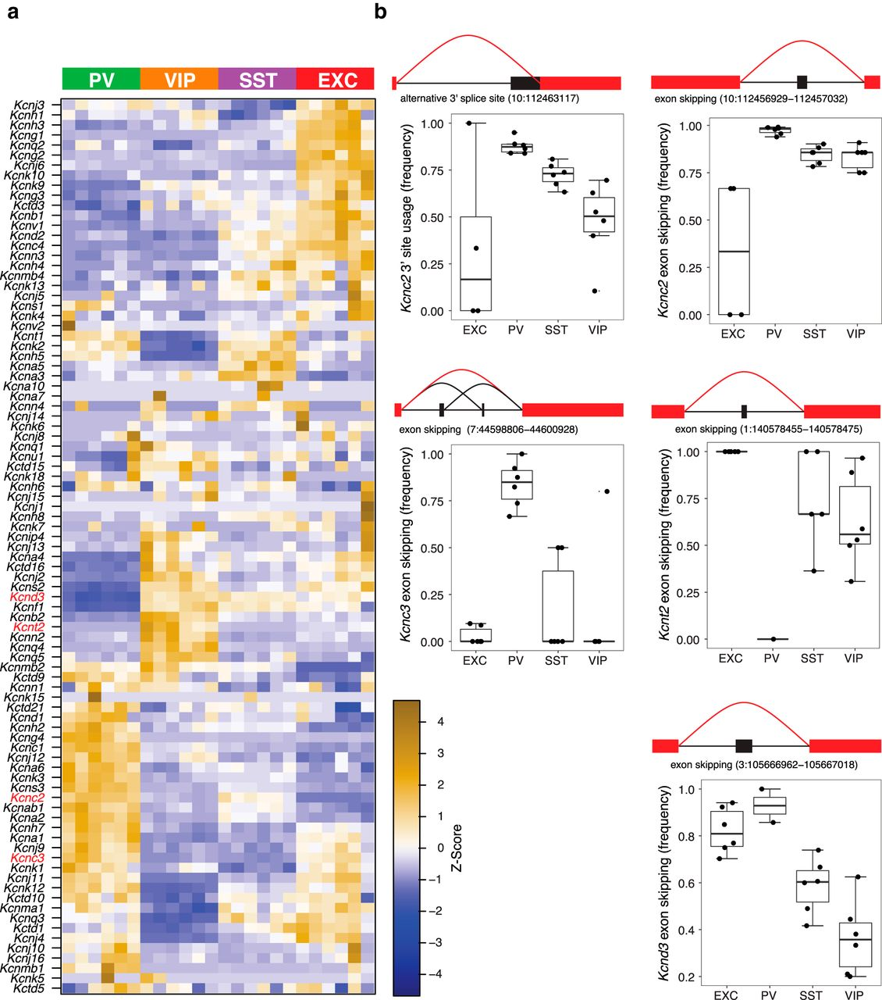 a
b
PV VIP SST EXC
Kcnj3
Kcnh1
Kcnh3
Kcng1
Kcnq2
Kcng2
Kcnj6
Kcnk10
Kcnk9
Kcng3
Kctd3
Kcnb1
Kcnv1
Kcnd2
Kcnc4
Kcnn3
Kcnh4
Kcnmb4
Kcnk13
Kcnj5
Kcns1
Kcnk4
Kcnv2
Kcnt1
Kcnk2
Kcnh5
Kcna5
Kcna3
Kcna10
Kcna7
Kcnn4
Kcnj14
Kcnk6
Kcnj8
Kcnq1
Kcnu1
Kctd15
Kcnk18
Kcnh6
Kcnj15
Kcnj1
Kcnh8
Kcnk7
Kcnip4
Kcnj13
Kcna4
Kctd16
Kcnj2
Kcns2
Kcnd3
Kcnf1
Kcnb2
Kcnt2
Kcnn2
Kcnq4
Kcnq5
Kcnmb2
Kctd9
Kcnn1
Kcnk15
Kctd21
Kcnd1
Kcnh2
Kcng4
Kcnc1
Kcnj12
Kcna6
Kcnk3
Kcns3
Kcnc2
Kcnab1
Kcna2
Kcnh7
Kcna1
Kcnj9
Kcnc3
Kcnk1
Kcnj11
Kcnk12
Kctd10
Kcnma1
Kcnq3
Kctd1
Kcnj4
Kcnj10
Kcnj16
Kcnmb1
Kcnk5
Kctd5
alternative 3' splice site (10:112463117)
Kcnc2 3' site usage (frequency)
1.00
0.75
0.50
0.25
0.00
EXC PV SST VIP
exon skipping (10:112456929–112457032)
Kcnc2 exon skipping (frequency)
1.00
0.75
0.50
0.25
0.00
EXC PV SST VIP
exon skipping (7:44598806–44600928)
Kcnc3 exon skipping (frequency)
1.00
0.75
0.50
0.25
0.00
EXC PV SST VIP
exon skipping (1:140578455–140578475)
Kcnt2 exon skipping (frequency)
1.00
0.75
0.50
0.25
0.00
EXC PV SST VIP
4
3
2
1
0
−1
−2
−3
−4
Z-Score
exon skipping (3:105666962–105667018)
Kcnd3 exon skipping (frequency)
1.0
0.8
0.6
0.4
0.2
EXC PV SST VIP